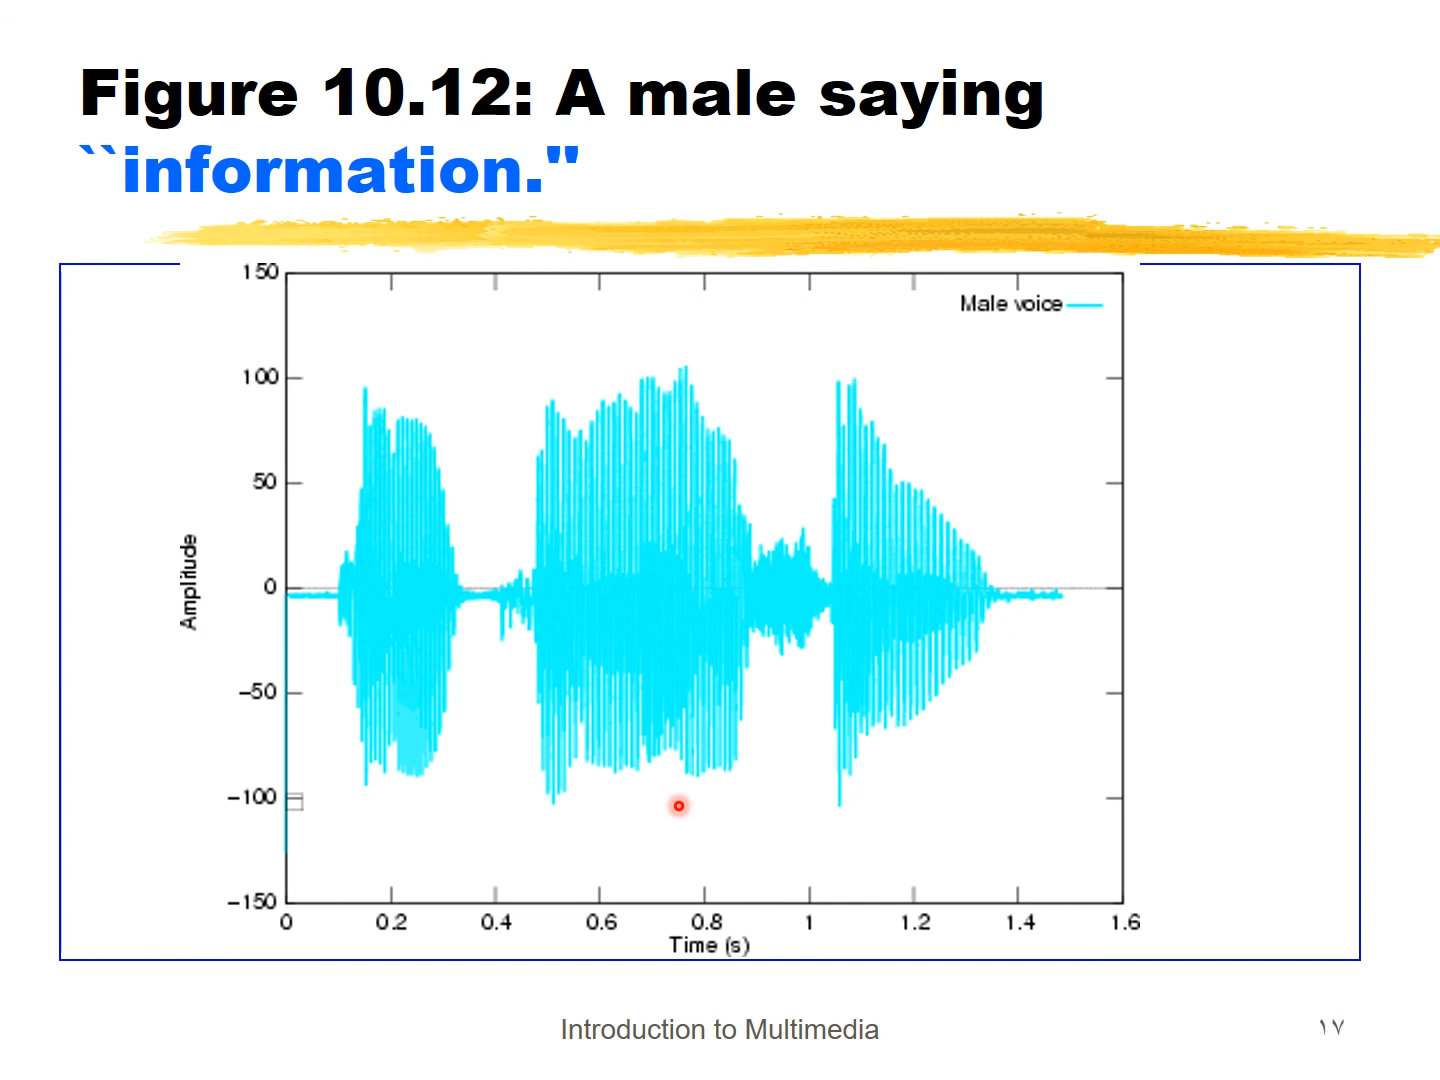 Figure 10.12: A male saying
``information."
150
Male voice
100
50
0
Amplitude
−50
−100
−150
0 0.2 0.4 0.6 0.8 1 1.2 1.4 1.6
Time (s)
Introduction to Multimedia
١٧